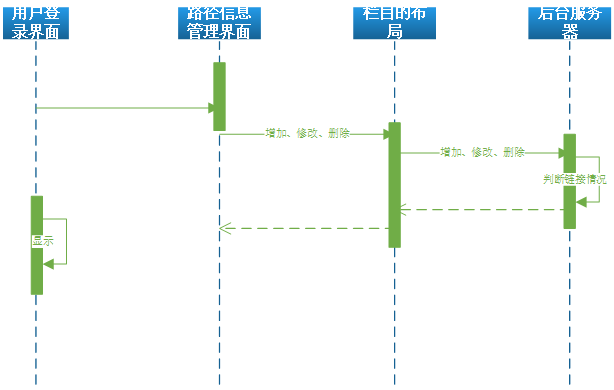 用户登
录界面
路径信息
管理界面
栏目的布
局
后台服务
器
增加、修改、删除
增加、修改、删除
判断链接情况
显示